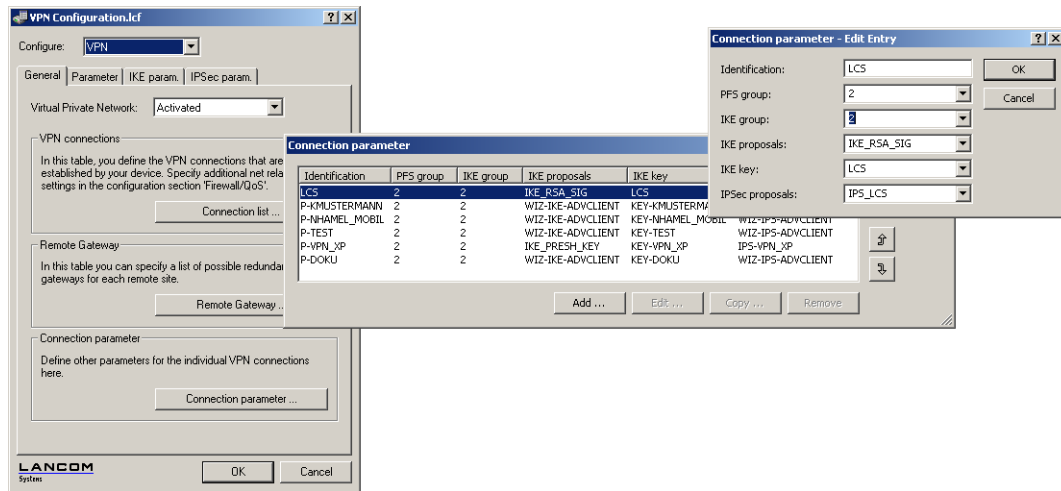 VPN Configuration.lcf
Configure: VPN
General Parameter IKE param. IPSec param.
Virtual Private Network: Activated
VPN connections
In this table, you define the VPN connections that are
established by your device. Specify additional net rela
settings in the configuration section 'Firewall/QoS'.
Connection list ...
Remote Gateway
In this table you can specify a list of possible redundan
gateways for each remote site.
Remote Gateway ..
Connection parameter
Define other parameters for the individual VPN connections
here.
Connection parameter ...
LANCOM
Systems
OK Cancel
Connection parameter
Identification PFS group IKE group IKE proposals IKE key
LCS 2 2 IKE_RSA_SIG LCS
P-KMUSTERMANN 2 2 WIZ-IKE-ADVCLIENT KEY-KMUSTERMA
P-NHAMEL_MOBIL 2 2 WIZ-IKE-ADVCLIENT KEY-NHAMEL_MOBIL WIZ-IPS-ADVCLIENT
P-TEST 2 2 WIZ-IKE-ADVCLIENT KEY-TEST WIZ-IPS-ADVCLIENT
P-VPN_XP 2 2 IKE_PRESH_KEY KEY-VPN_XP IPS-VPN_XP
P-DOKU 2 2 WIZ-IKE-ADVCLIENT KEY-DOKU WIZ-IPS-ADVCLIENT
Add ... Edit ... Copy ... Remove
Connection parameter - Edit Entry
Identification: LCS OK
PFS group: 2 Cancel
IKE group: 2
IKE proposals: IKE_RSA_SIG
IKE key: LCS
IPSec proposals: IPS_LCS